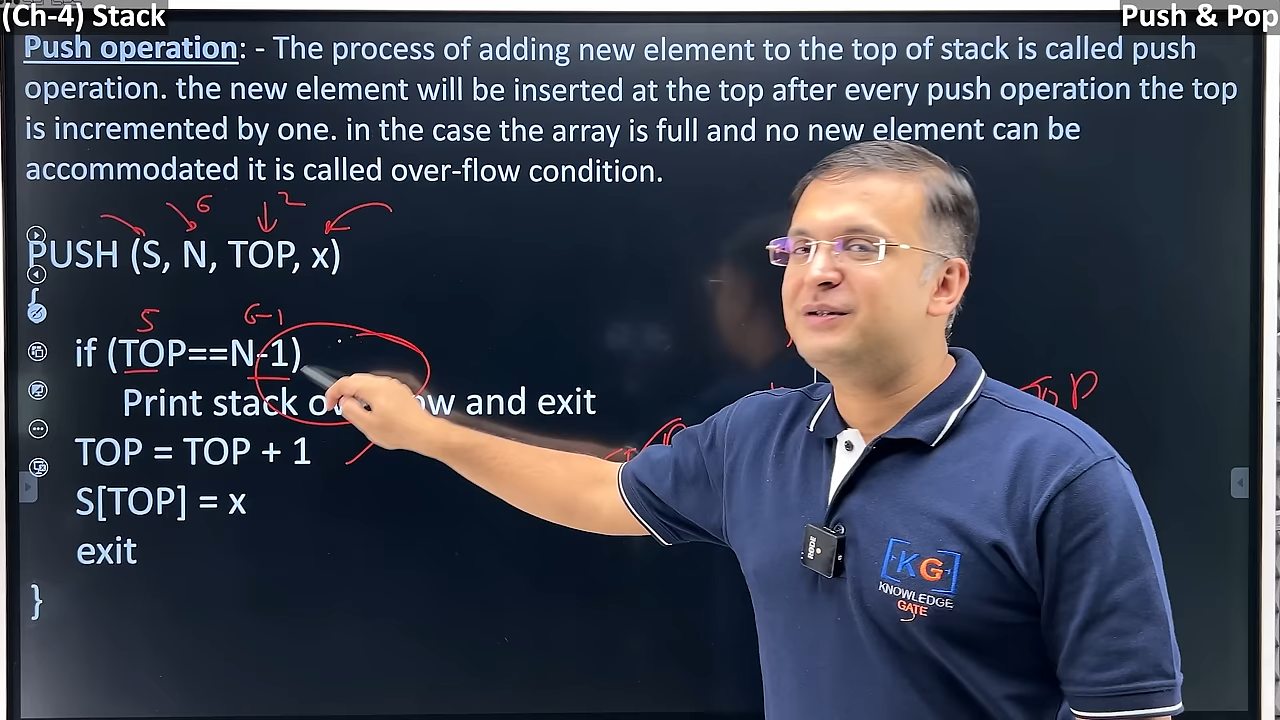 (Ch-4) Stack
Push & Pop
Push operation: - The process of adding new element to the top of stack is called push
operation. the new element will be inserted at the top after every push operation the top
is incremented by one. in the case the array is full and no new element can be
accommodated it is called over-flow condition.
6 2
PUSH (S, N, TOP, x)
{
5 6-1
if (TOP==N-1)
Print stack and exit
TOP = TOP + 1
TOP
S[TOP] = x
exit
}
RODE
KG
KNOWLEDGE
GATE